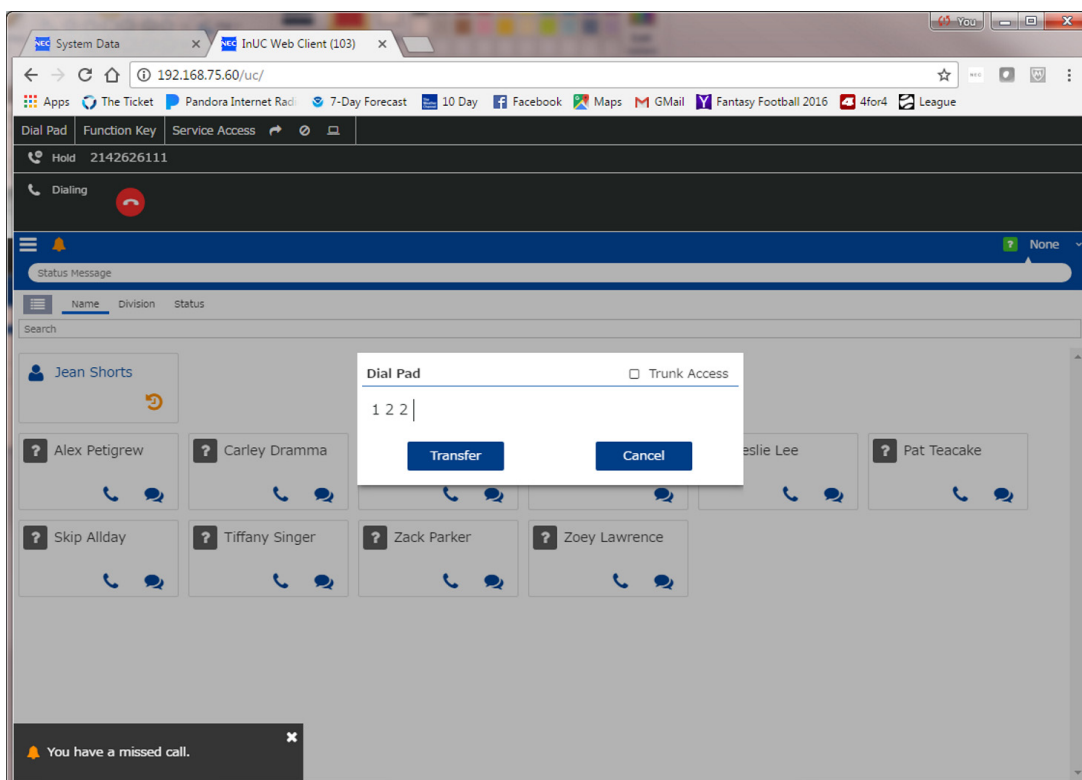 You
NEC System Data
NEC InUC Web Client (103)
192.168.75.60/uc/
Apps The Ticket Pandora Internet Radi 7-Day Forecast 10 Day Facebook Maps GMail Fantasy Football 2016 4for4 League
Dial Pad Function Key Service Access
Hold 2142626111
Dialing
? None
Status Message
Name Division Status
Search
Jean Shorts
Dial Pad Trunk Access
1 2 2
Transfer Cancel
? Alex Petigrew ? Carley Dramma eslie Lee ? Pat Teacake
? Skip Allday ? Tiffany Singer ? Zack Parker ? Zoey Lawrence
You have a missed call.